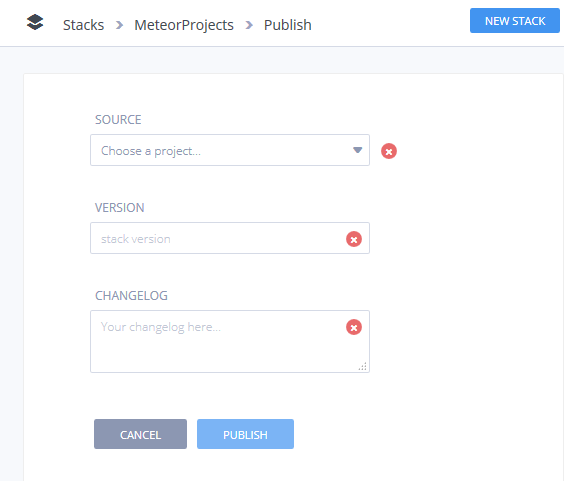 Stacks > MeteorProjects > Publish
NEW STACK
SOURCE
Choose a project...
VERSION
stack version
CHANGELOG
Your changelog here...
CANCEL
PUBLISH